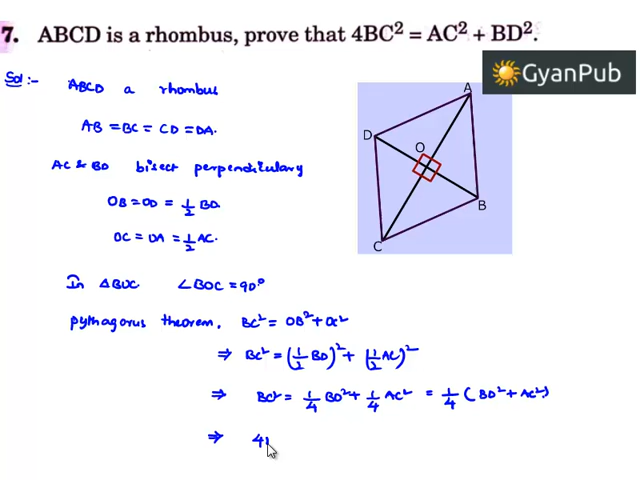 7. ABCD is a rhombus, prove that 4BC² = AC² + BD².
GyanPub
Sol :-
ABCD a rhombus
AB = BC = CD = DA.
AC & BD bisect perpendiculary
OB = OD = 1/2 BD.
OC = OA = 1/2 AC.
In △BOC ∠BOC = 90°
pythagorus theorem, BC² = OB² + OC²
⇒ BC² = (1/2 BD)² + (1/2 AC)²
⇒ BC² = 1/4 BD² + 1/4 AC² = 1/4 (BD² + AC²)
⇒ 4
A
D
O
B
C